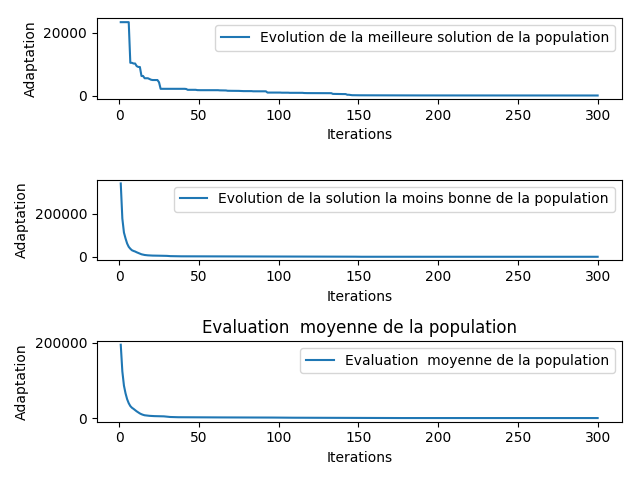 Evolution de la meilleure solution de la population
20000
0
Adaptation
0 50 100 150 200 250 300
Iterations
Evolution de la solution la moins bonne de la population
200000
0
Adaptation
0 50 100 150 200 250 300
Iterations
Evaluation  moyenne de la population
Evaluation  moyenne de la population
200000
0
Adaptation
0 50 100 150 200 250 300
Iterations